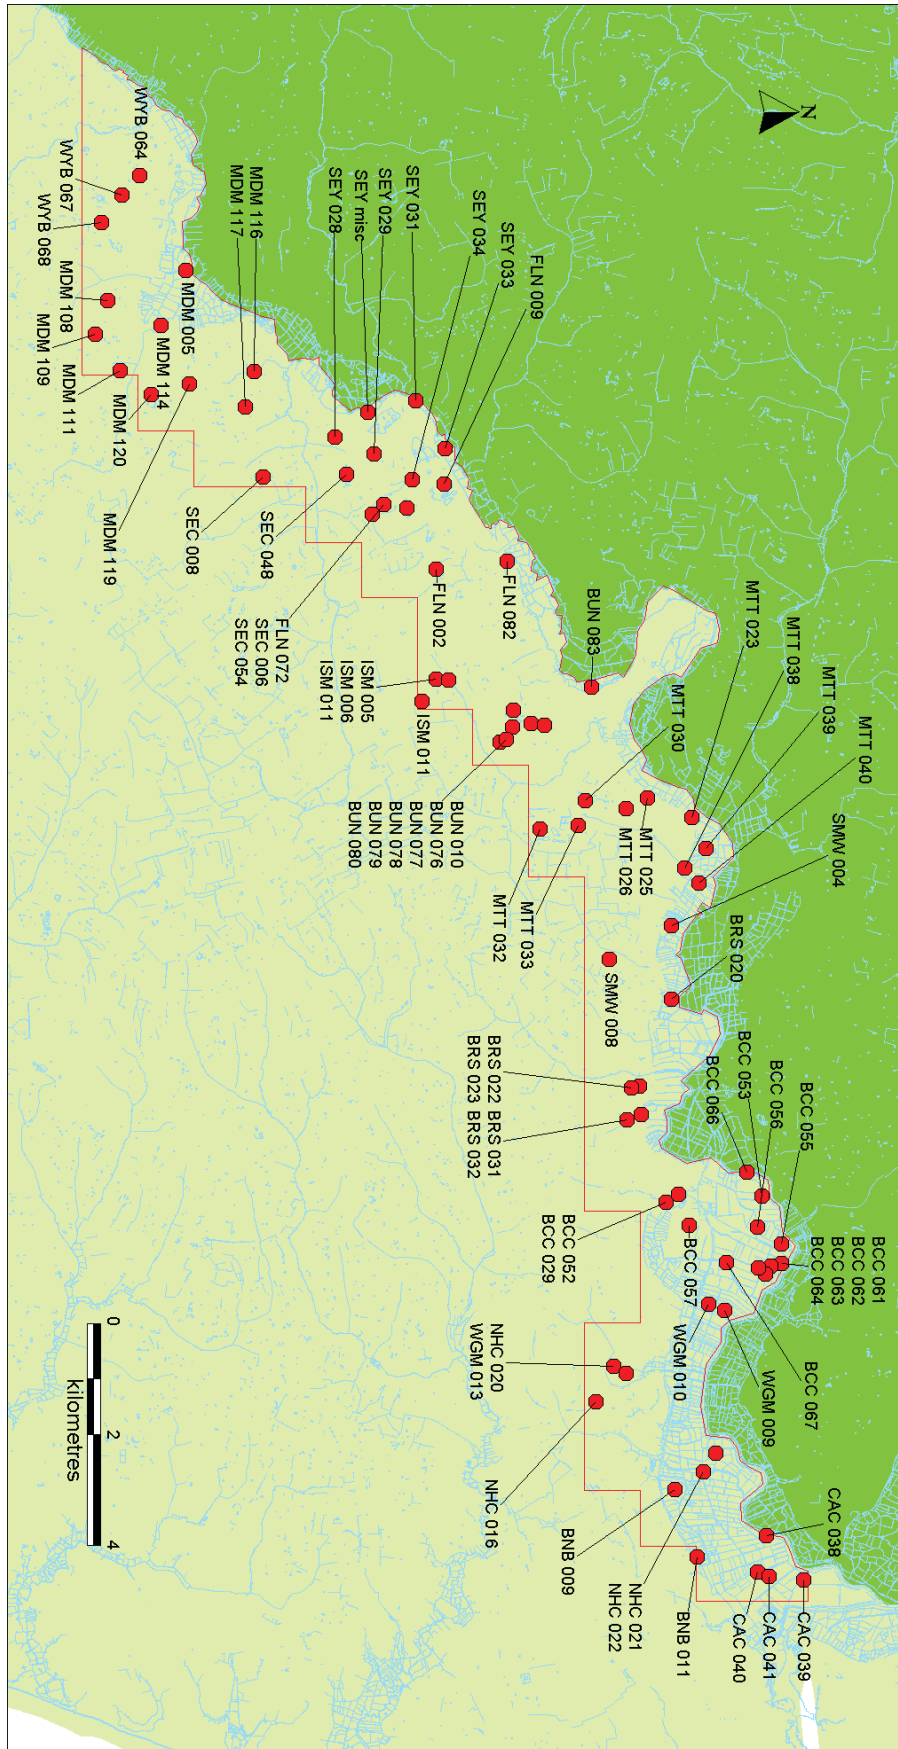 N
WYB 064
WYB 067
WYB 068
MDM 005
MDM 108
MDM 109
MDM 111
MDM 114
MDM 120
MDM 119
MDM 116
MDM 117
SEY 028
SEY misc
SEY 029
SEY 031
SEY 034
SEY 033
FLN 009
SEC 008
SEC 048
FLN 072
SEC 006
SEC 054
FLN 002
FLN 082
BUN 083
ISM 005
ISM 006
ISM 011
ISM 011
BUN 010
BUN 076
BUN 077
BUN 078
BUN 079
BUN 080
MTT 030
MTT 023
MTT 038
MTT 039
MTT 040
MTT 025
MTT 026
MTT 033
MTT 032
SMW 004
SMW 008
BRS 020
BRS 022 BRS 031
BRS 023 BRS 032
BCC 066
BCC 053
BCC 056
BCC 055
BCC 061
BCC 062
BCC 063
BCC 064
BCC 052
BCC 029
BCC 057
BCC 067
WGM 009
WGM 010
NHC 020
WGM 013
NHC 016
NHC 021
NHC 022
BNB 009
BNB 011
CAC 038
CAC 039
CAC 041
CAC 040
0 2 4
kilometres